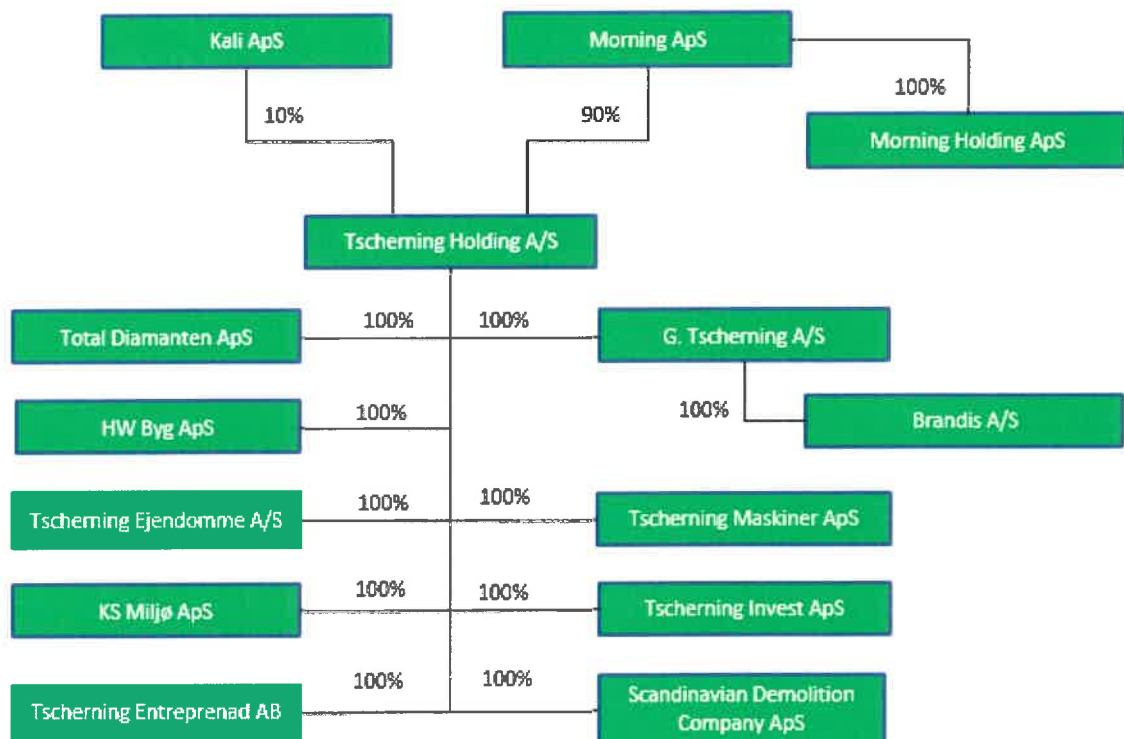 Kali ApS
Morning ApS
10%
90%
100%
Morning Holding ApS
Tscherning Holding A/S
Total Diamanten ApS
100%
100%
G. Tscherning A/S
HW Byg ApS
100%
100%
Brandis A/S
Tscherning Ejendomme A/S
100%
100%
Tscherning Maskiner ApS
KS Miljø ApS
100%
100%
Tscherning Invest ApS
Tscherning Entreprenad AB
100%
100%
Scandinavian Demolition
Company ApS